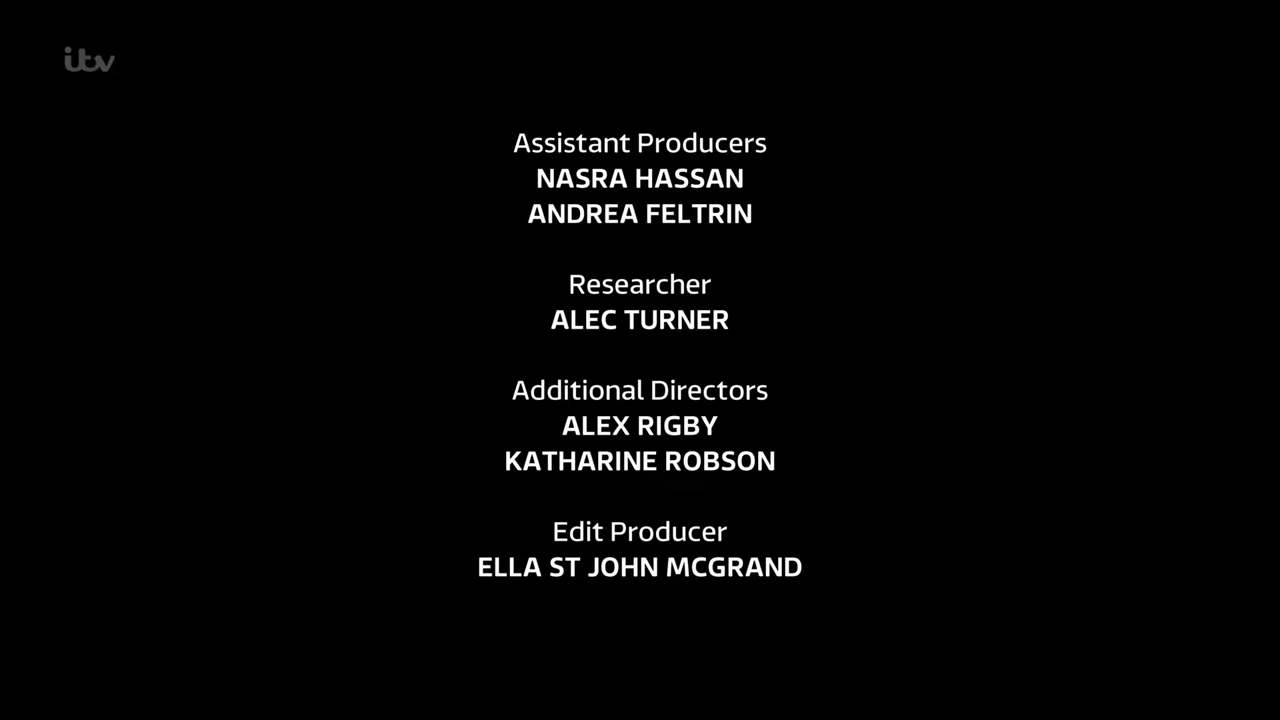 itv
Assistant Producers
NASRA HASSAN
ANDREA FELTRIN
Researcher
ALEC TURNER
Additional Directors
ALEX RIGBY
KATHARINE ROBSON
Edit Producer
ELLA ST JOHN MCGRAND